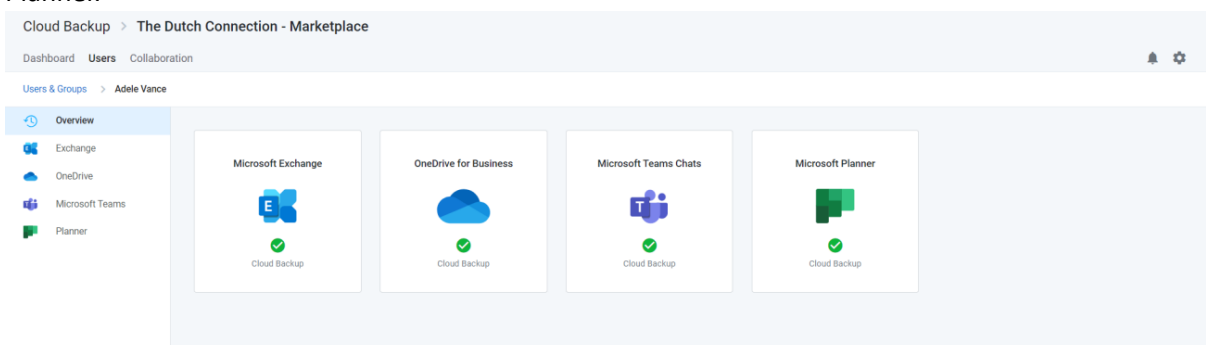 Cloud Backup > The Dutch Connection - Marketplace
Dashboard Users Collaboration
Users & Groups > Adele Vance
Overview
Exchange
OneDrive
Microsoft Teams
Planner
Microsoft Exchange
E
Cloud Backup
OneDrive for Business
Cloud Backup
Microsoft Teams Chats
T
Cloud Backup
Microsoft Planner
Cloud Backup